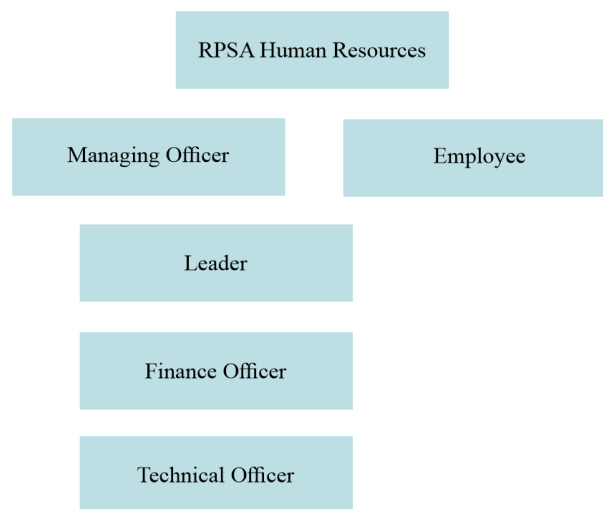 RPSA Human Resources
Managing Officer
Employee
Leader
Finance Officer
Technical Officer